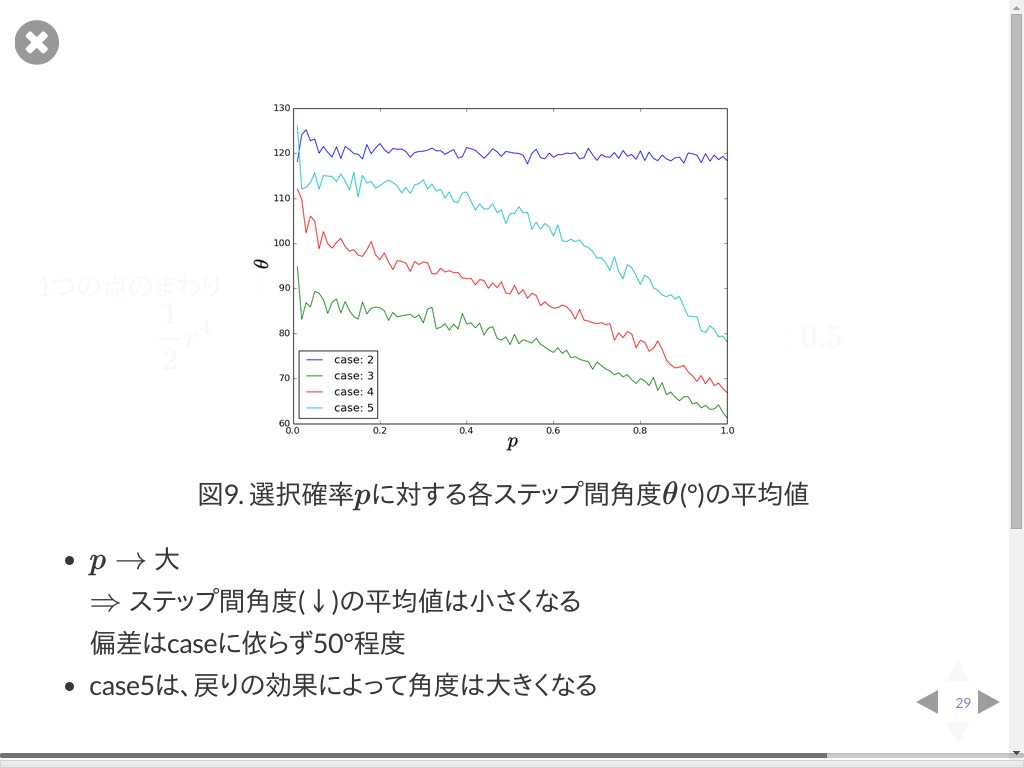 130
120
110
100
90
80
70
60
θ
case: 2
case: 3
case: 4
case: 5
0.0 0.2 0.4 0.6 0.8 1.0
p
1つの点のまわり
1/2 r^4
: 0.5
図9. 選択確率pに対する各ステップ間角度θ(°)の平均値
• p → 大
⇒ ステップ間角度(↓)の平均値は小さくなる
偏差はcaseに依らず50°程度
• case5は、戻りの効果によって角度は大きくなる
29